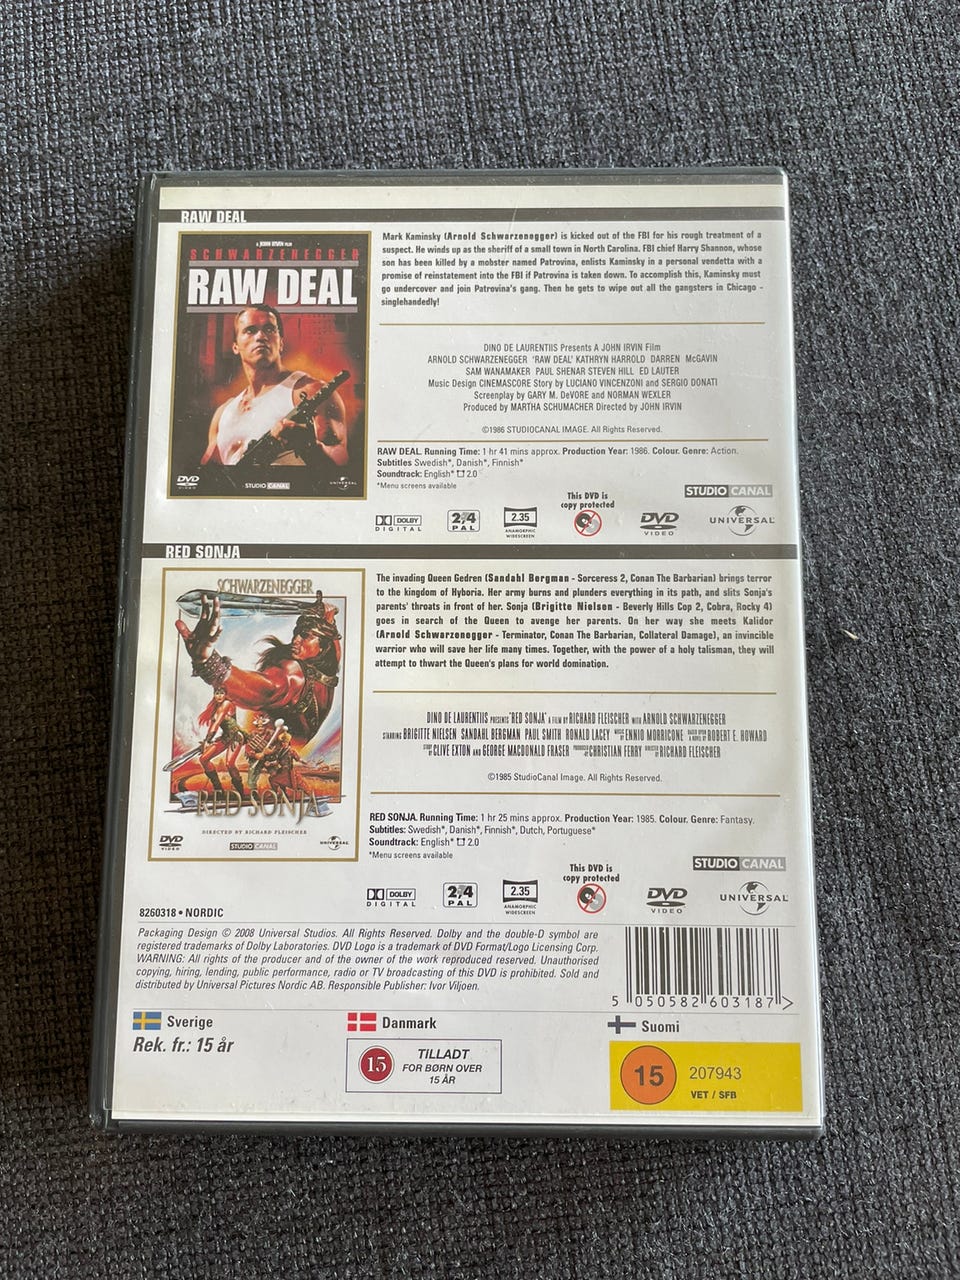 RAW DEAL
A JOHN IRVIN FILM
SCHWARZENEGGER
RAW DEAL
DVD
VIDEO
STUDIO CANAL
UNIVERSAL
Mark Kaminsky (Arnold Schwarzenegger) is kicked out of the FBI for his rough treatment of a
suspect. He winds up as the sheriff of a small town in North Carolina. FBI chief Harry Shannon, whose
son has been killed by a mobster named Patrovina, enlists Kaminsky in a personal vendetta with a
promise of reinstatement into the FBI if Patrovina is taken down. To accomplish this, Kaminsky must
go undercover and join Patrovina's gang. Then he gets to wipe out all the gangsters in Chicago -
singlehandedly!
DINO DE LAURENTIIS Presents A JOHN IRVIN Film
ARNOLD SCHWARZENEGGER 'RAW DEAL' KATHRYN HARROLD DARREN McGAVIN
SAM WANAMAKER PAUL SHENAR STEVEN HILL ED LAUTER
Music Design CINEMASCORE Story by LUCIANO VINCENZONI and SERGIO DONATI
Screenplay by GARY M. DeVORE and NORMAN WEXLER
Produced by MARTHA SCHUMACHER Directed by JOHN IRVIN
©1986 STUDIOCANAL IMAGE. All Rights Reserved.
RAW DEAL. Running Time: 1 hr 41 mins approx. Production Year: 1986. Colour. Genre: Action.
Subtitles Swedish*, Danish*, Finnish*
Soundtrack: English* 2.0
*Menu screens available
DOLBY
DIGITAL
2,4
PAL
2.35
ANAMORPHIC
WIDESCREEN
This DVD is
copy protected
DVD
VIDEO
STUDIO CANAL
UNIVERSAL
RED SONJA
SCHWARZENEGGER
RED SONJA
DIRECTED BY RICHARD FLEISCHER
DVD
VIDEO
STUDIO CANAL
UNIVERSAL
The invading Queen Gedren (Sandahl Bergman - Sorceress 2, Conan The Barbarian) brings terror
to the kingdom of Hyboria. Her army burns and plunders everything in its path, and slits Sonja's
parents' throats in front of her. Sonja (Brigitte Nielsen - Beverly Hills Cop 2, Cobra, Rocky 4)
goes in search of the Queen to avenge her parents. On her way she meets Kalidor
(Arnold Schwarzenegger - Terminator, Conan The Barbarian, Collateral Damage), an invincible
warrior who will save her life many times. Together, with the power of a holy talisman, they will
attempt to thwart the Queen's plans for world domination.
DINO DE LAURENTIIS PRESENTS 'RED SONJA' A FILM BY RICHARD FLEISCHER WITH ARNOLD SCHWARZENEGGER
STARRING BRIGITTE NIELSEN SANDAHL BERGMAN PAUL SMITH RONALD LACEY MUSIC BY ENNIO MORRICONE BASED UPON A NOVEL BY ROBERT E. HOWARD
STORY BY CLIVE EXTON AND GEORGE MACDONALD FRASER PRODUCED BY CHRISTIAN FERRY DIRECTED BY RICHARD FLEISCHER
©1985 StudioCanal Image. All Rights Reserved.
RED SONJA. Running Time: 1 hr 25 mins approx. Production Year: 1985. Colour. Genre: Fantasy.
Subtitles: Swedish*, Danish*, Finnish*, Dutch, Portuguese*
Soundtrack: English* 2.0
*Menu screens available
DOLBY
DIGITAL
2,4
PAL
2.35
ANAMORPHIC
WIDESCREEN
This DVD is
copy protected
DVD
VIDEO
STUDIO CANAL
UNIVERSAL
8260318 • NORDIC
Packaging Design © 2008 Universal Studios. All Rights Reserved. Dolby and the double-D symbol are
registered trademarks of Dolby Laboratories. DVD Logo is a trademark of DVD Format/Logo Licensing Corp.
WARNING: All rights of the producer and of the owner of the work reproduced reserved. Unauthorised
copying, hiring, lending, public performance, radio or TV broadcasting of this DVD is prohibited. Sold and
distributed by Universal Pictures Nordic AB. Responsible Publisher: Ivor Viljoen.
5 050582 603187 >
Sverige
Rek. fr.: 15 år
Danmark
15
TILLADT
FOR BØRN OVER
15 ÅR
Suomi
15
207943
VET / SFB